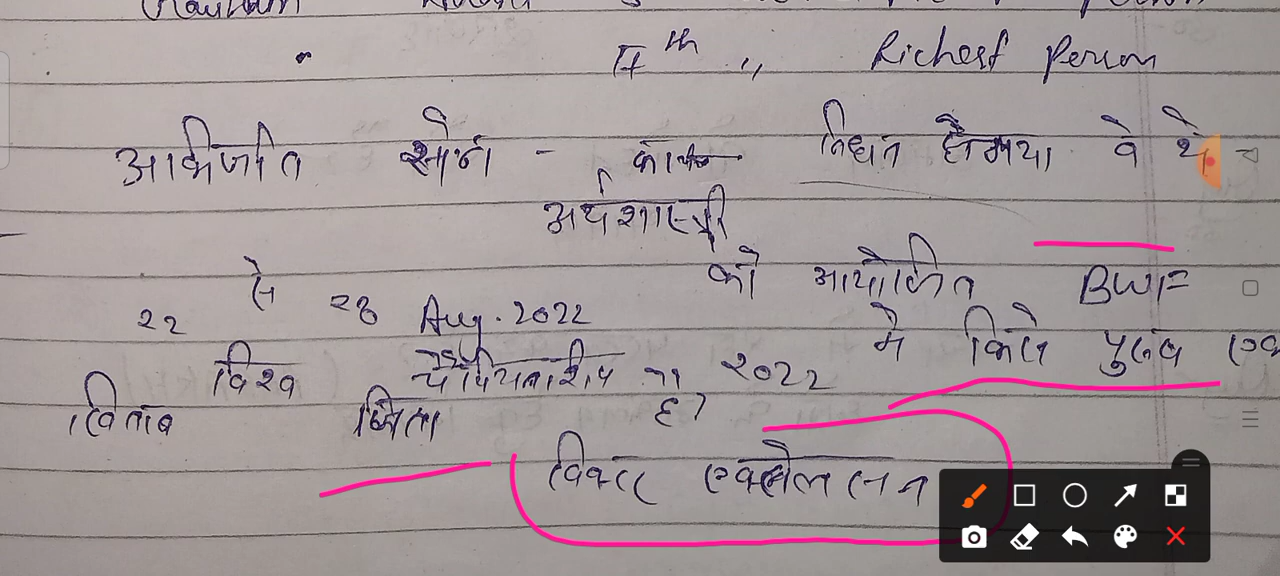 4th ,, Richest Person
अभिजीत सेन - का निधन हो गया वे थे
अर्थशास्त्री
22 से 28 Aug. 2022 को आयोजित BWF
विश्व चैंपियनशीप 2022 में किसने पुरुष एकल
खिताब जिता है?
विक्टर एक्सेलसन